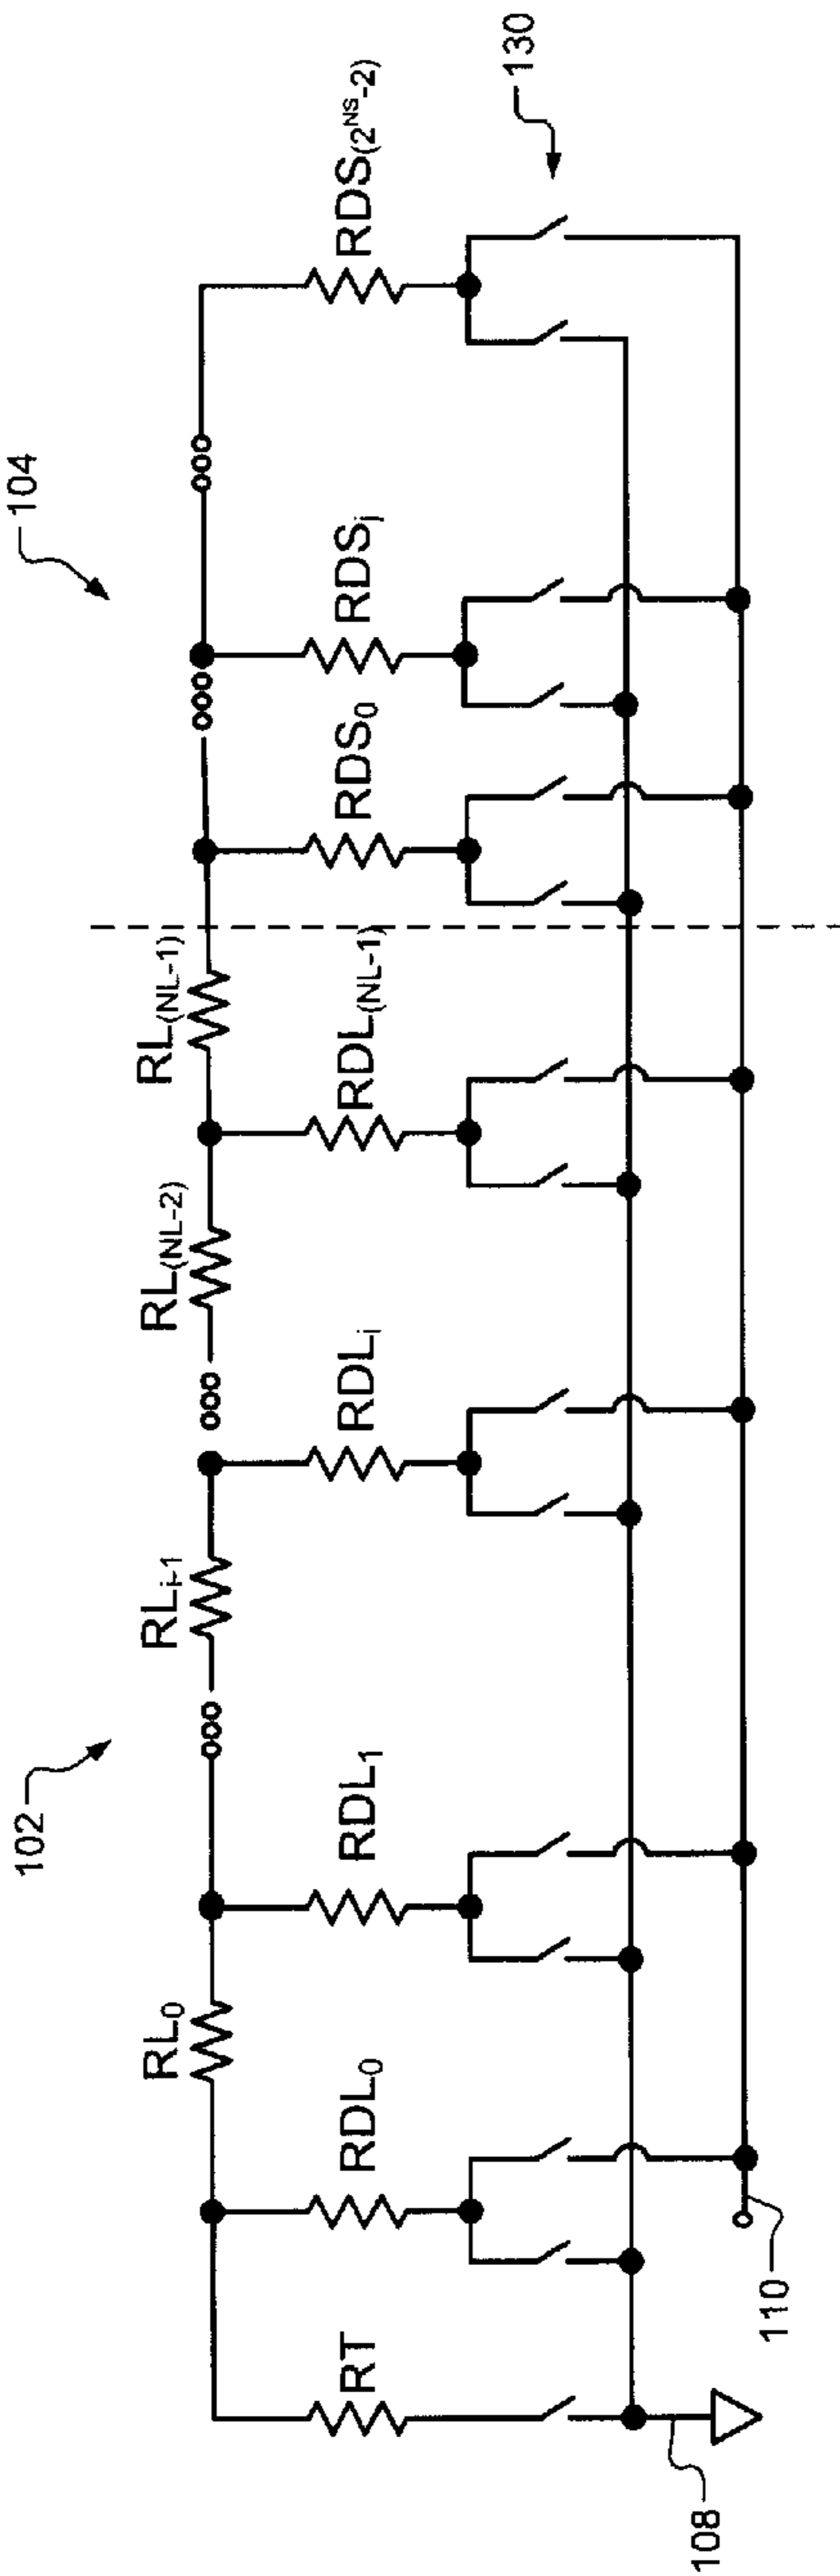 102
104
RL₀
RLᵢ₋₁
RL₍NL₋₂₎
RL₍NL₋₁₎
RT
RDL₀
RDL₁
RDLᵢ
RDL₍NL₋₁₎
RDS₀
RDSⱼ
RDS(2^NS-2)
130
108
110